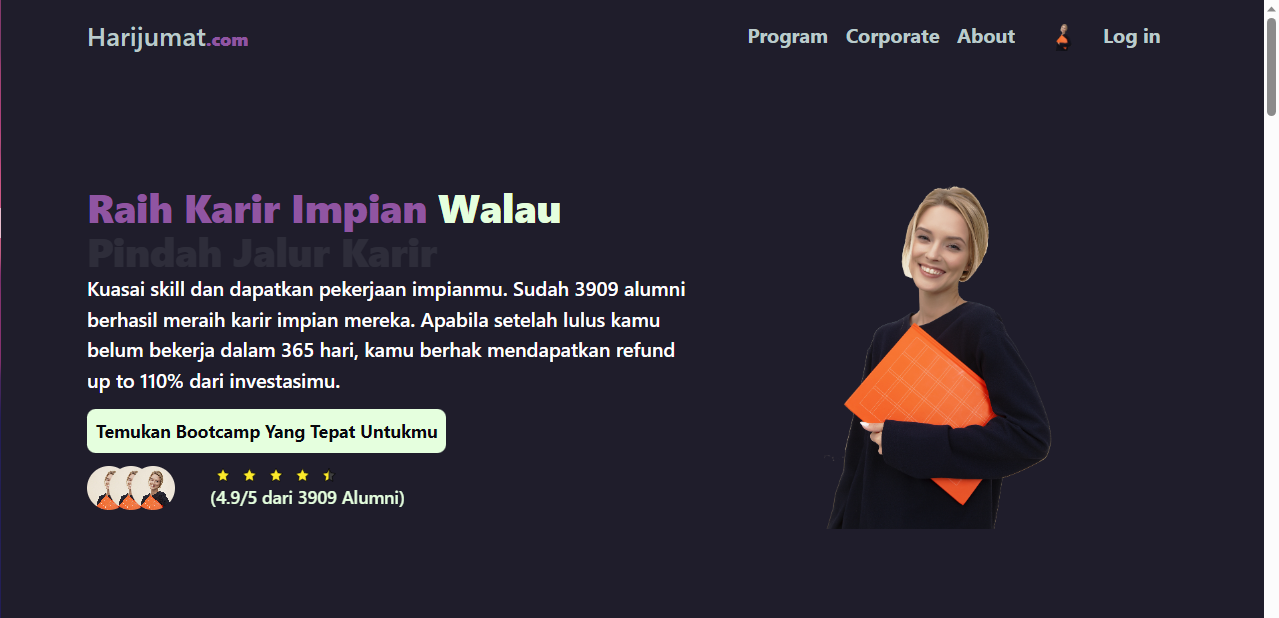 Harijumat.com
Program Corporate About Log in
Raih Karir Impian Walau
Pindah Jalur Karir
Kuasai skill dan dapatkan pekerjaan impianmu. Sudah 3909 alumni
berhasil meraih karir impian mereka. Apabila setelah lulus kamu
belum bekerja dalam 365 hari, kamu berhak mendapatkan refund
up to 110% dari investasimu.
Temukan Bootcamp Yang Tepat Untukmu
(4.9/5 dari 3909 Alumni)